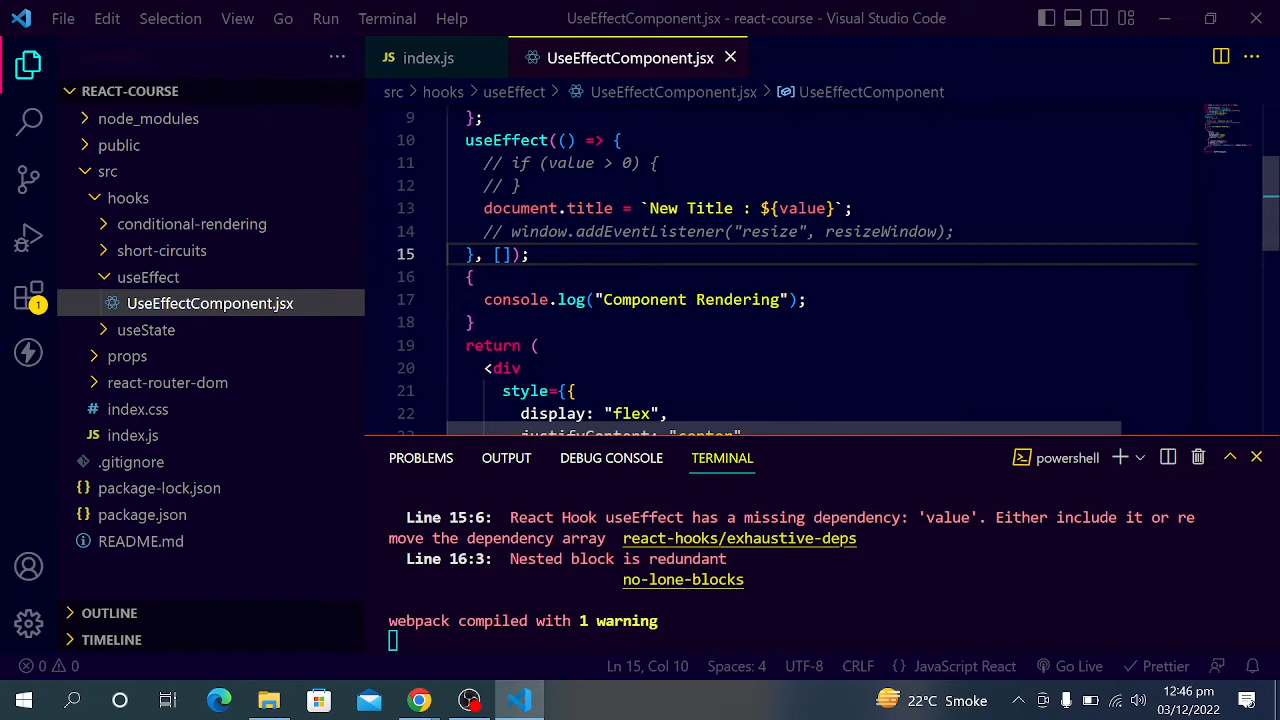 File Edit Selection View Go Run Terminal Help UseEffectComponent.jsx - react-course - Visual Studio Code
JS index.js UseEffectComponent.jsx
REACT-COURSE
node_modules
public
src
hooks
conditional-rendering
short-circuits
useEffect
UseEffectComponent.jsx
useState
props
react-router-dom
# index.css
JS index.js
.gitignore
package-lock.json
package.json
README.md
OUTLINE
TIMELINE
1
src > hooks > useEffect > UseEffectComponent.jsx > UseEffectComponent
9 };
10 useEffect(() => {
11 // if (value > 0) {
12 // }
13 document.title = `New Title : ${value}`;
14 // window.addEventListener("resize", resizeWindow);
15 }, []);
16 {
17 console.log("Component Rendering");
18 }
19 return (
20 <div
21 style={{
22 display: "flex",
23 justifyContent: "center"
PROBLEMS OUTPUT DEBUG CONSOLE TERMINAL powershell
Line 15:6: React Hook useEffect has a missing dependency: 'value'. Either include it or re
move the dependency array react-hooks/exhaustive-deps
Line 16:3: Nested block is redundant
no-lone-blocks
webpack compiled with 1 warning
0 0 Ln 15, Col 10 Spaces: 4 UTF-8 CRLF {} JavaScript React Go Live Prettier
22°C Smoke 12:46 pm
03/12/2022